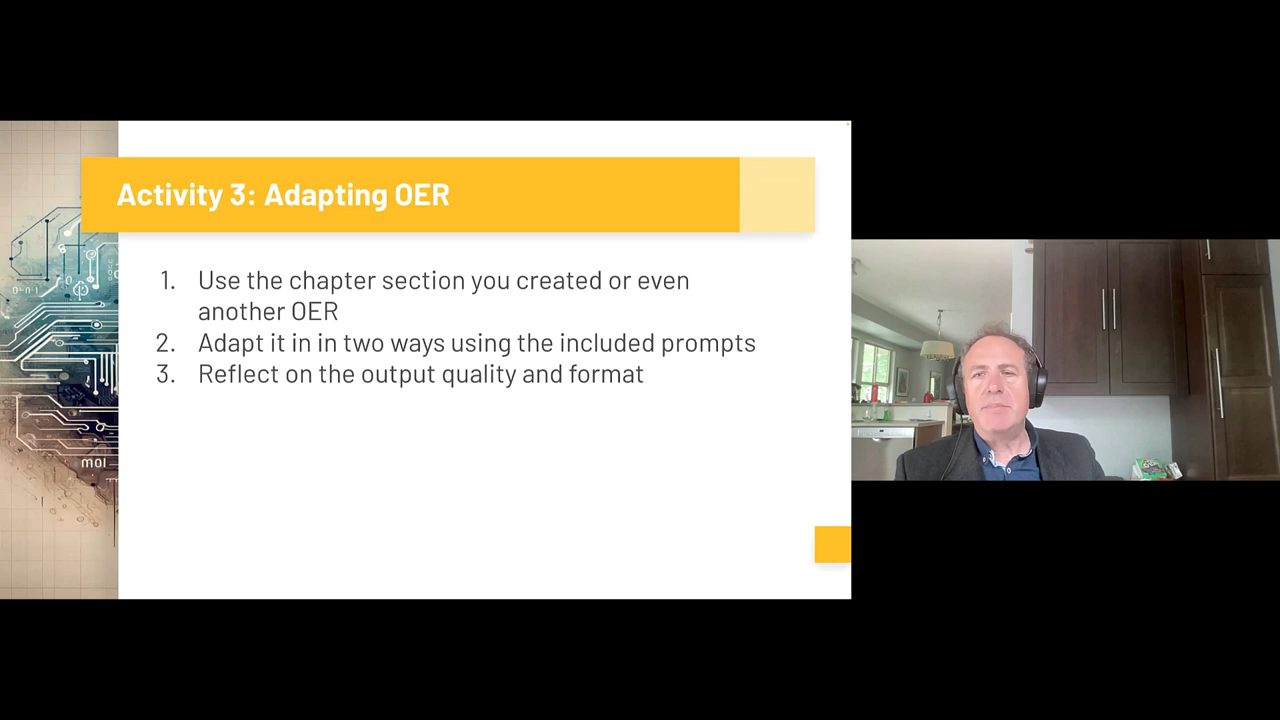 Activity 3: Adapting OER
1. Use the chapter section you created or even
another OER
2. Adapt it in in two ways using the included prompts
3. Reflect on the output quality and format
MOI